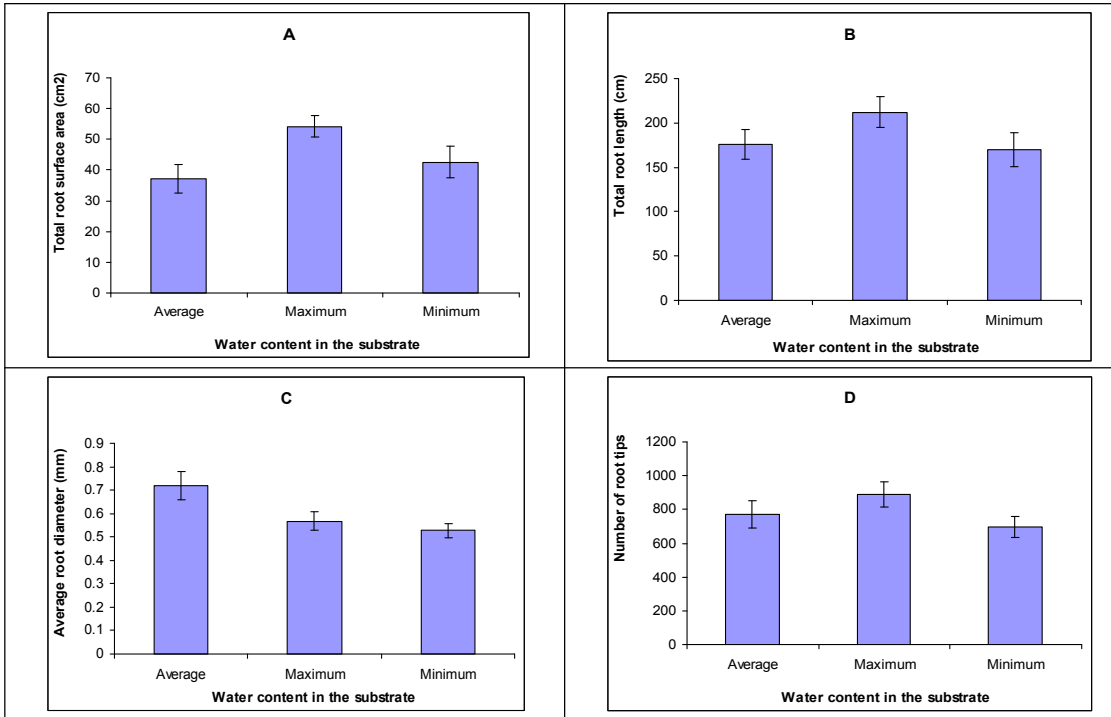 A
Total root surface area (cm2)
70
60
50
40
30
20
10
0
Average Maximum Minimum
Water content in the substrate
B
Total root length (cm)
250
200
150
100
50
0
Average Maximum Minimum
Water content in the substrate
C
Average root diameter (mm)
0.9
0.8
0.7
0.6
0.5
0.4
0.3
0.2
0.1
0
Average Maximum Minimum
Water content in the substrate
D
Number of root tips
1200
1000
800
600
400
200
0
Average Maximum Minimum
Water content in the substrate